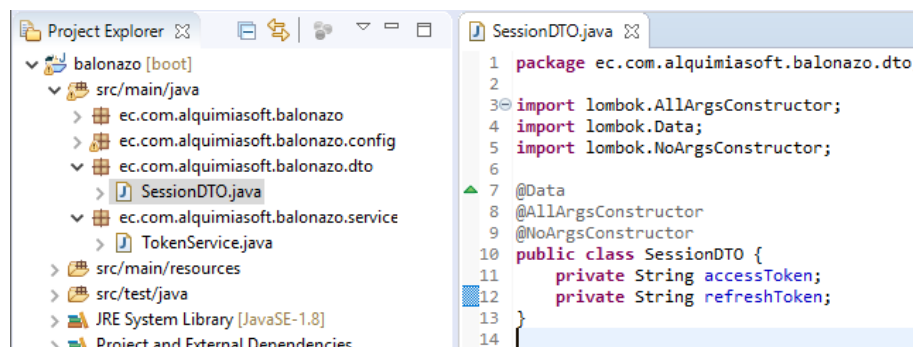 Project Explorer
balonazo [boot]
src/main/java
ec.com.alquimiasoft.balonazo
ec.com.alquimiasoft.balonazo.config
ec.com.alquimiasoft.balonazo.dto
SessionDTO.java
ec.com.alquimiasoft.balonazo.service
TokenService.java
src/main/resources
src/test/java
JRE System Library [JavaSE-1.8]
Project and External Dependencies
SessionDTO.java
1 package ec.com.alquimiasoft.balonazo.dto
2
3 import lombok.AllArgsConstructor;
4 import lombok.Data;
5 import lombok.NoArgsConstructor;
6
7 @Data
8 @AllArgsConstructor
9 @NoArgsConstructor
10 public class SessionDTO {
11 private String accessToken;
12 private String refreshToken;
13 }
14